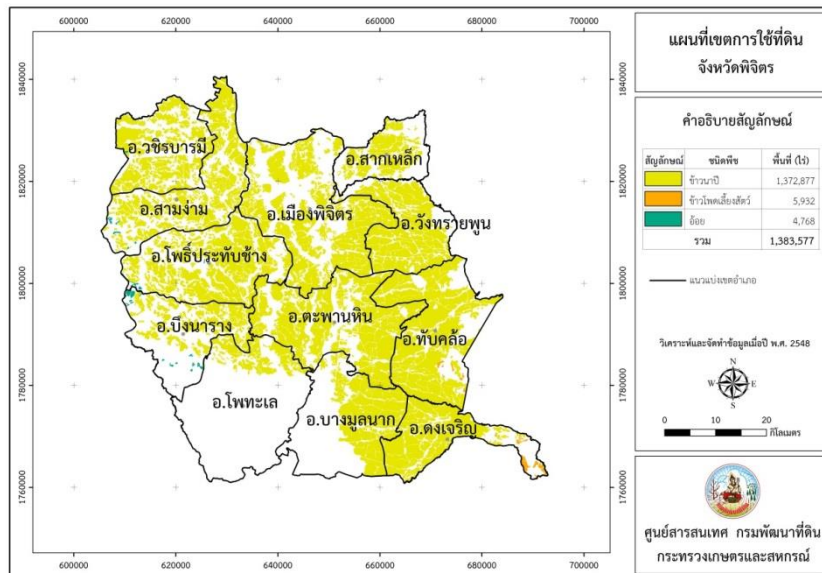 600000 620000 640000 660000 680000 700000
1840000 1840000
1820000 1820000
1800000 1800000
1780000 1780000
1760000 1760000
600000 620000 640000 660000 680000 700000
อ.วชิรบารมี
อ.สากเหล็ก
อ.สามง่าม
อ.เมืองพิจิตร
อ.วังทรายพูน
อ.โพธิ์ประทับช้าง
อ.บึงนาราง
อ.ตะพานหิน
อ.ทับคล้อ
อ.โพทะเล
อ.บางมูลนาก
อ.ดงเจริญ
แผนที่เขตการใช้ที่ดิน
จังหวัดพิจิตร
คำอธิบายสัญลักษณ์
สัญลักษณ์ ชนิดพืช พื้นที่ (ไร่)
ข้าวนาปี 1,372,877
ข้าวโพดเลี้ยงสัตว์ 5,932
อ้อย 4,768
รวม 1,383,577
แนวแบ่งเขตอำเภอ
วิเคราะห์และจัดทำข้อมูลเมื่อปี พ.ศ. 2548
N
W E
S
0 10 20
กิโลเมตร
ศูนย์สารสนเทศ กรมพัฒนาที่ดิน
กระทรวงเกษตรและสหกรณ์